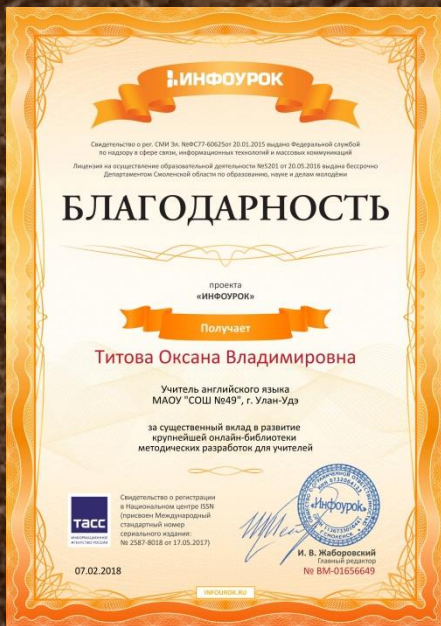 ИНФОУРОК
Свидетельство о рег. СМИ Эл. №ФС77-60625от 20.01.2015 выдано Федеральной службой
по надзору в сфере связи, информационных технологий и массовых коммуникаций
Лицензия на осуществление образовательной деятельности №5201 от 20.05.2016 выдана бессрочно
Департаментом Смоленской области по образованию, науке и делам молодёжи
БЛАГОДАРНОСТЬ
проекта
«ИНФОУРОК»
Получает
Титова Оксана Владимировна
Учитель английского языка
МАОУ "СОШ №49", г. Улан-Удэ
за существенный вклад в развитие
крупнейшей онлайн-библиотеки
методических разработок для учителей
ТАСС
ИНФОРМАЦИОННОЕ
АГЕНТСТВО РОССИИ
Свидетельство о регистрации
в Национальном центре ISSN
(присвоен Международный
стандартный номер
сериального издания:
№ 2587-8018 от 17.05.2017)
07.02.2018
«Инфоурок»
И. В. Жаборовский
Главный редактор
№ ВМ-01656649
INFOUROK.RU